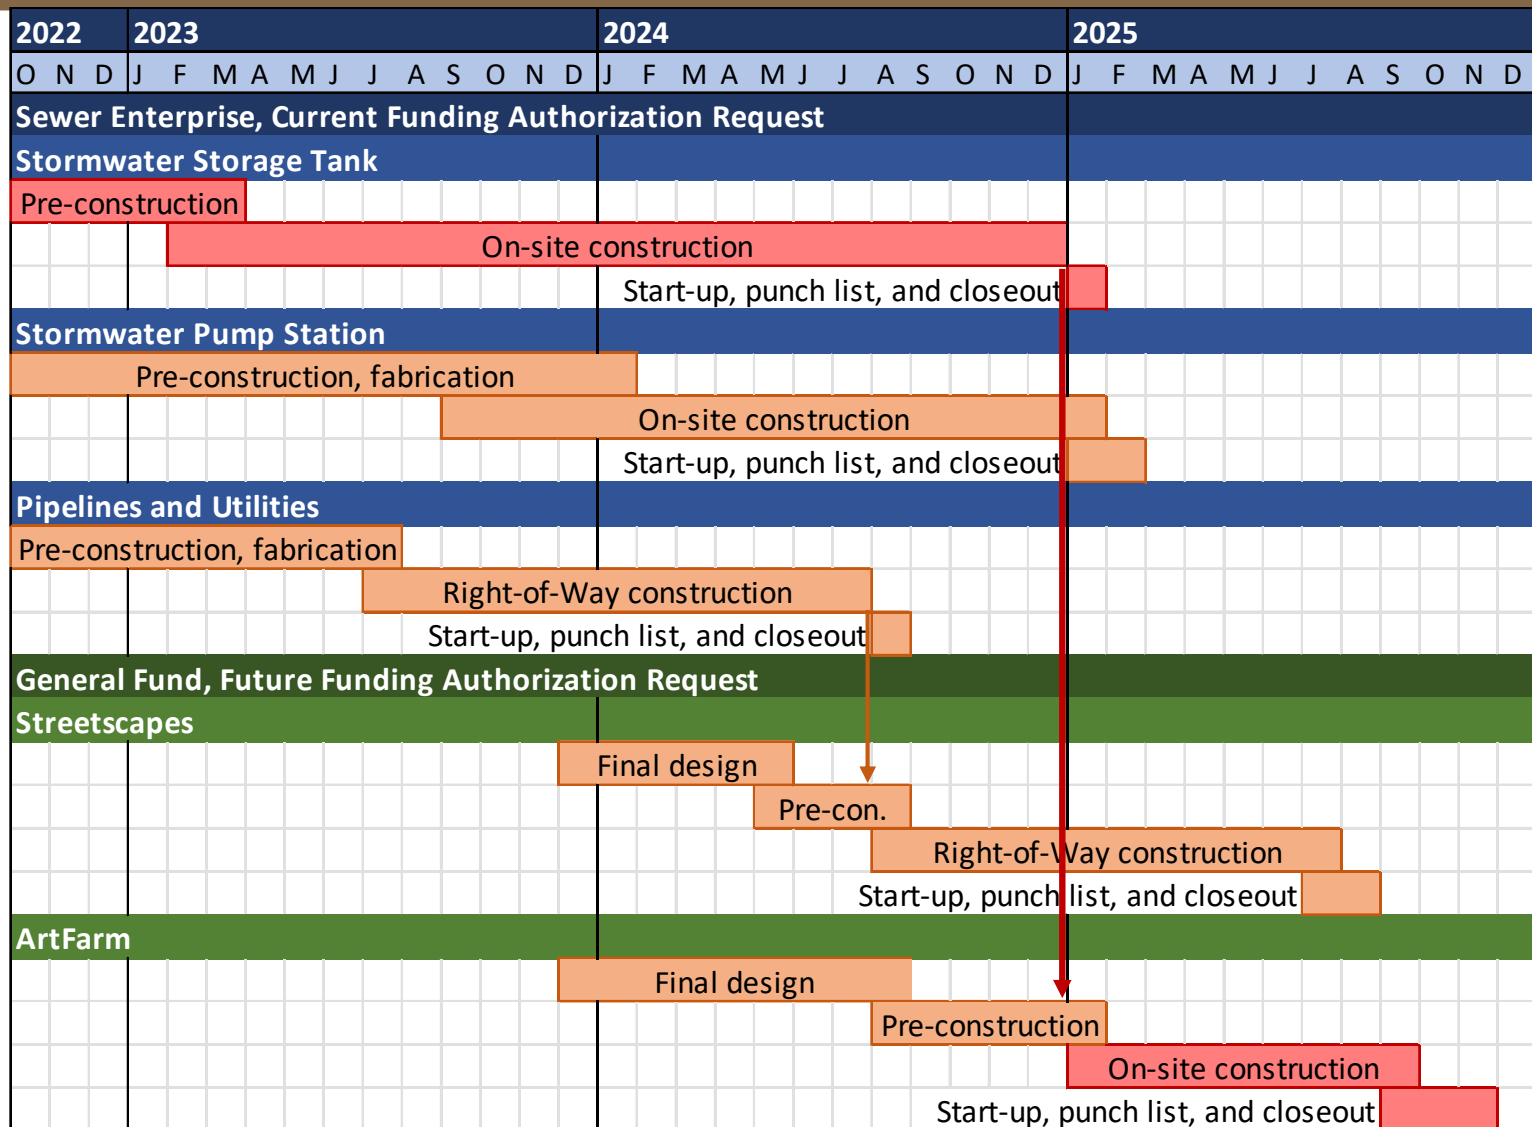 2022 2023 2024 2025
O N D J F M A M J J A S O N D J F M A M J J A S O N D J F M A M J J A S O N D
Sewer Enterprise, Current Funding Authorization Request
Stormwater Storage Tank
Pre-construction
On-site construction
Start-up, punch list, and closeout
Stormwater Pump Station
Pre-construction, fabrication
On-site construction
Start-up, punch list, and closeout
Pipelines and Utilities
Pre-construction, fabrication
Right-of-Way construction
Start-up, punch list, and closeout
General Fund, Future Funding Authorization Request
Streetscapes
Final design
Pre-con.
Right-of-Way construction
Start-up, punch list, and closeout
ArtFarm
Final design
Pre-construction
On-site construction
Start-up, punch list, and closeout